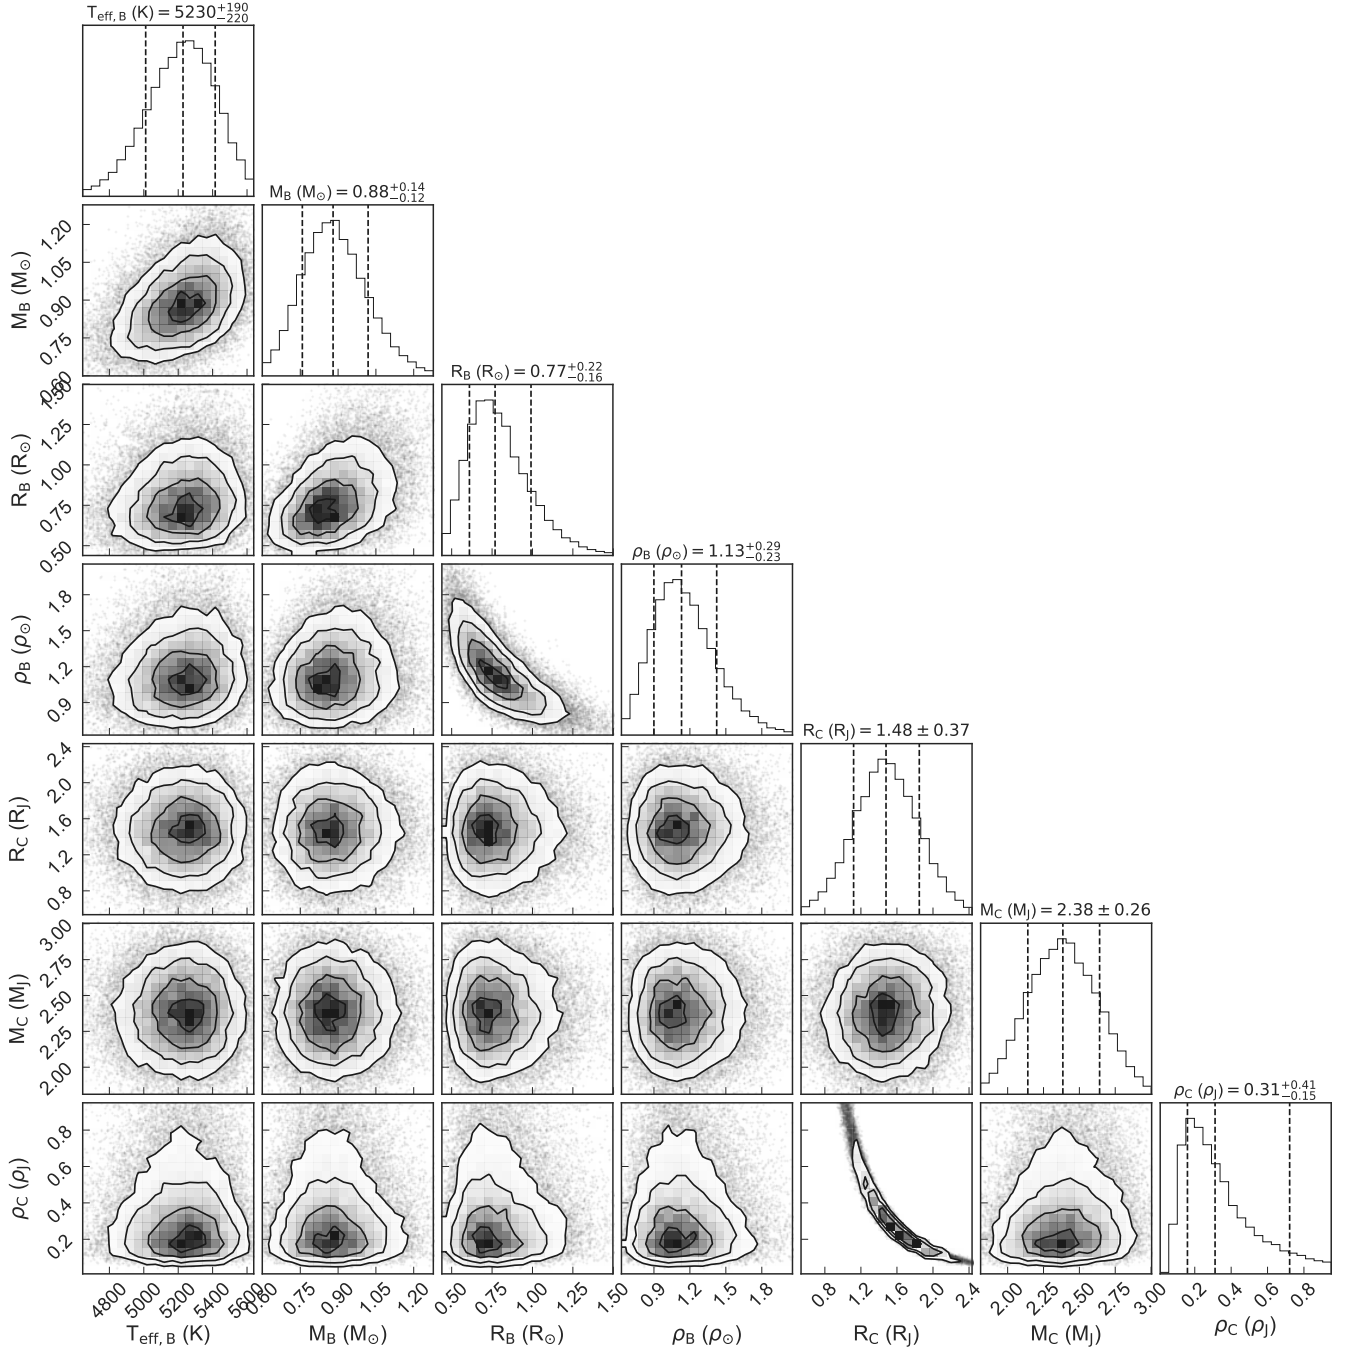 T_eff, B (K) = 5230 +190 −220
M_B (M_⊙) = 0.88 +0.14 −0.12
1.20
1.05
0.90
0.75
0.60
M_B (M_⊙)
R_B (R_⊙) = 0.77 +0.22 −0.16
1.50
1.25
1.00
0.75
0.50
R_B (R_⊙)
ρ_B (ρ_⊙) = 1.13 +0.29 −0.23
1.8
1.5
1.2
0.9
ρ_B (ρ_⊙)
R_C (R_J) = 1.48 ± 0.37
2.4
2.0
1.6
1.2
0.8
R_C (R_J)
M_C (M_J) = 2.38 ± 0.26
3.00
2.75
2.50
2.25
2.00
M_C (M_J)
ρ_C (ρ_J) = 0.31 +0.41 −0.15
0.8
0.6
0.4
0.2
ρ_C (ρ_J)
4800 5000 5200 5400 5600 0.60 0.75 0.90 1.05 1.20 0.50 0.75 1.00 1.25 1.50 0.9 1.2 1.5 1.8 0.8 1.2 1.6 2.0 2.4 2.00 2.25 2.50 2.75 3.00 0.2 0.4 0.6 0.8
T_eff, B (K) M_B (M_⊙) R_B (R_⊙) ρ_B (ρ_⊙) R_C (R_J) M_C (M_J) ρ_C (ρ_J)